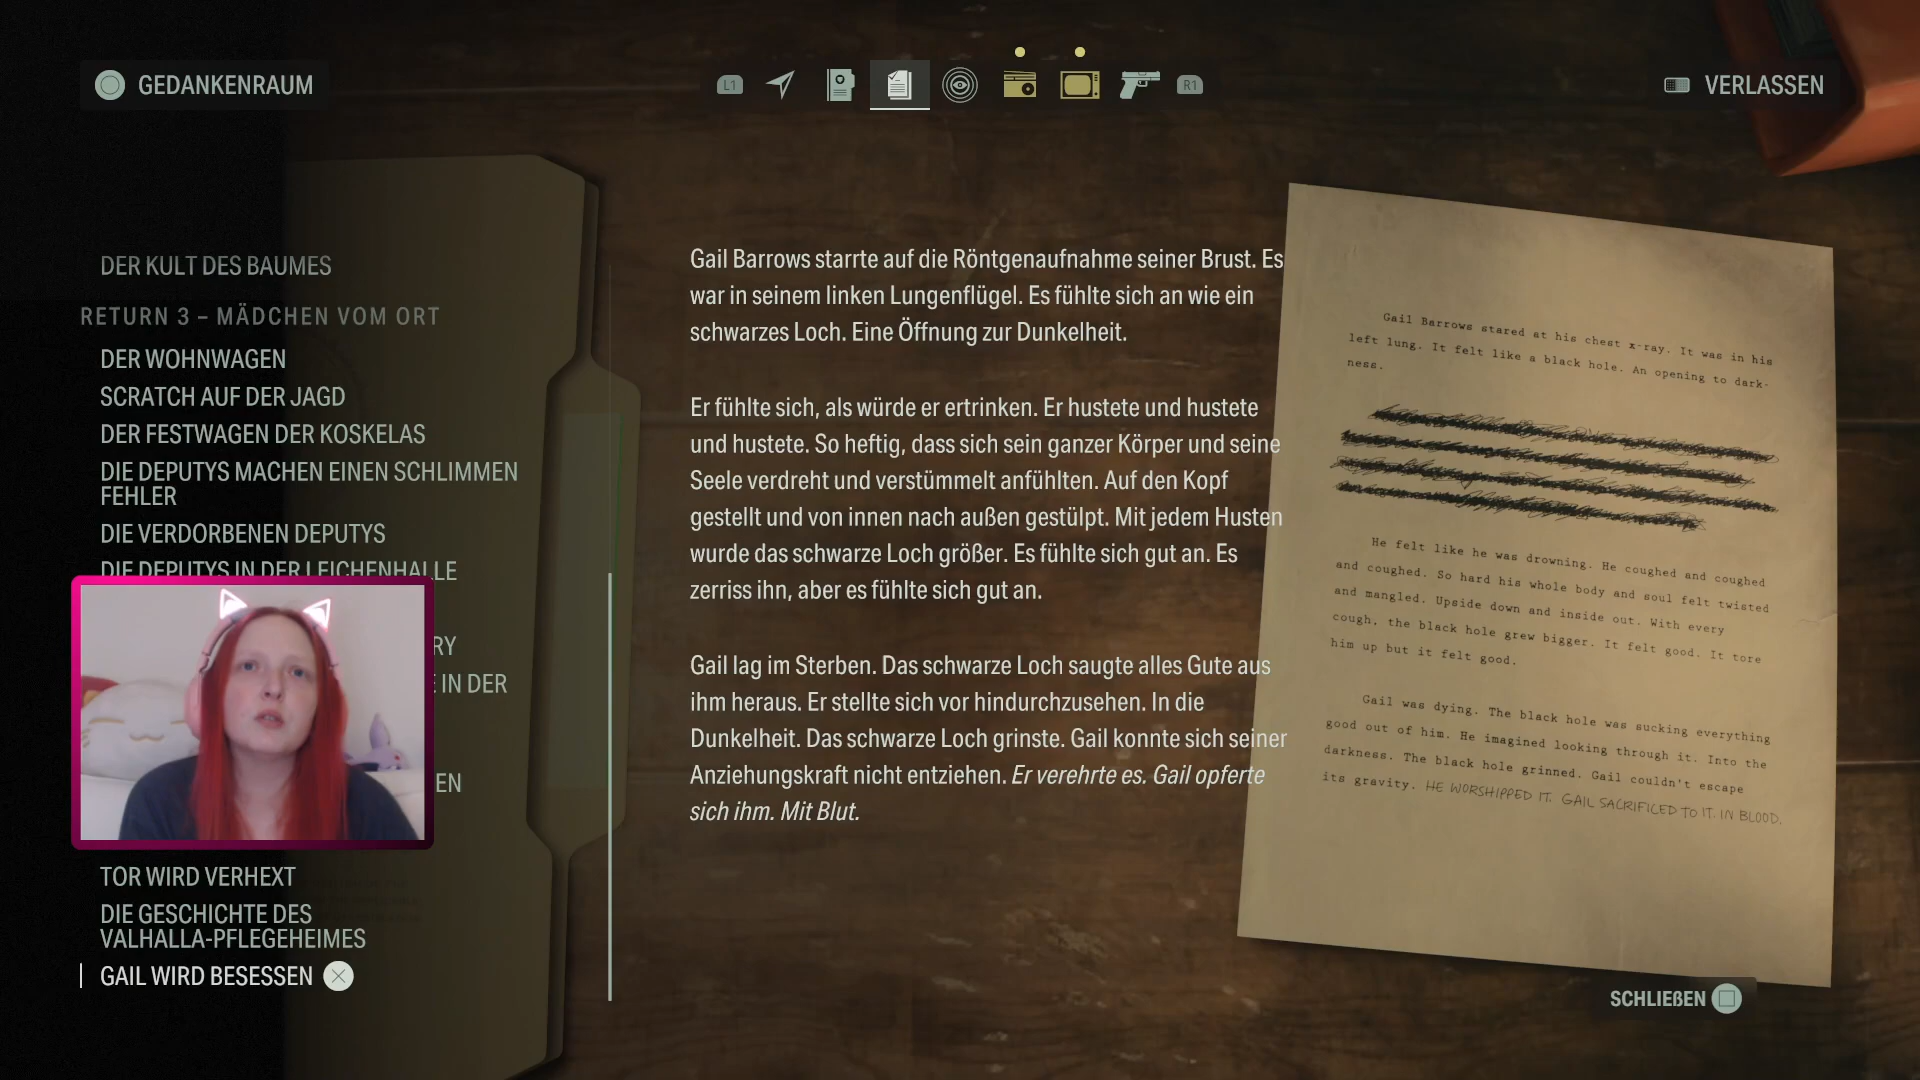 GEDANKENRAUM
L1
R1
VERLASSEN
DER KULT DES BAUMES
RETURN 3 – MÄDCHEN VOM ORT
DER WOHNWAGEN
SCRATCH AUF DER JAGD
DER FESTWAGEN DER KOSKELAS
DIE DEPUTYS MACHEN EINEN SCHLIMMEN
FEHLER
DIE VERDORBENEN DEPUTYS
DIE DEPUTYS IN DER LEICHENHALLE
RY
E IN DER
EN
TOR WIRD VERHEXT
DIE GESCHICHTE DES
VALHALLA-PFLEGEHEIMES
GAIL WIRD BESESSEN
Gail Barrows starrte auf die Röntgenaufnahme seiner Brust. Es
war in seinem linken Lungenflügel. Es fühlte sich an wie ein
schwarzes Loch. Eine Öffnung zur Dunkelheit.
Er fühlte sich, als würde er ertrinken. Er hustete und hustete
und hustete. So heftig, dass sich sein ganzer Körper und seine
Seele verdreht und verstümmelt anfühlten. Auf den Kopf
gestellt und von innen nach außen gestülpt. Mit jedem Husten
wurde das schwarze Loch größer. Es fühlte sich gut an. Es
zerriss ihn, aber es fühlte sich gut an.
Gail lag im Sterben. Das schwarze Loch saugte alles Gute aus
ihm heraus. Er stellte sich vor hindurchzusehen. In die
Dunkelheit. Das schwarze Loch grinste. Gail konnte sich seiner
Anziehungskraft nicht entziehen. Er verehrte es. Gail opferte
sich ihm. Mit Blut.
Gail Barrows stared at his chest x-ray. It was in his
left lung. It felt like a black hole. An opening to dark-
ness.
He felt like he was drowning. He coughed and coughed
and coughed. So hard his whole body and soul felt twisted
and mangled. Upside down and inside out. With every
cough, the black hole grew bigger. It felt good. It tore
him up but it felt good.
Gail was dying. The black hole was sucking everything
good out of him. He imagined looking through it. Into the
darkness. The black hole grinned. Gail couldn't escape
its gravity. HE WORSHIPPED IT. GAIL SACRIFICED TO IT. IN BLOOD.
SCHLIEẞEN